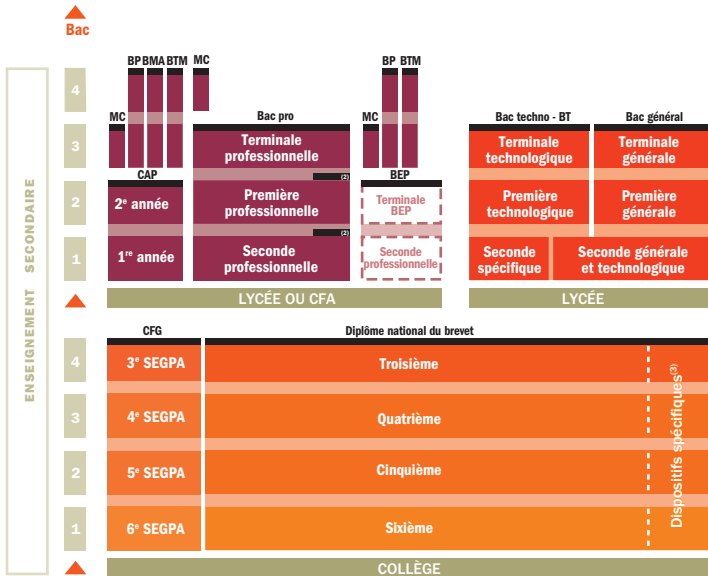 Bac
BP BMA BTM MC
BP BTM
4
MC
Bac pro
MC
Bac techno - BT
Bac général
3
Terminale
professionnelle
Terminale
technologique
Terminale
générale
CAP
(2)
BEP
2
2e année
Première
professionnelle
Terminale
BEP
Première
technologique
Première
générale
(2)
1
1re année
Seconde
professionnelle
Seconde
professionnelle
Seconde
spécifique
Seconde générale
et technologique
LYCÉE OU CFA
LYCÉE
ENSEIGNEMENT SECONDAIRE
CFG
Diplôme national du brevet
4
3e SEGPA
Troisième
3
4e SEGPA
Quatrième
2
5e SEGPA
Cinquième
1
6e SEGPA
Sixième
Dispositifs spécifiques(3)
COLLÈGE